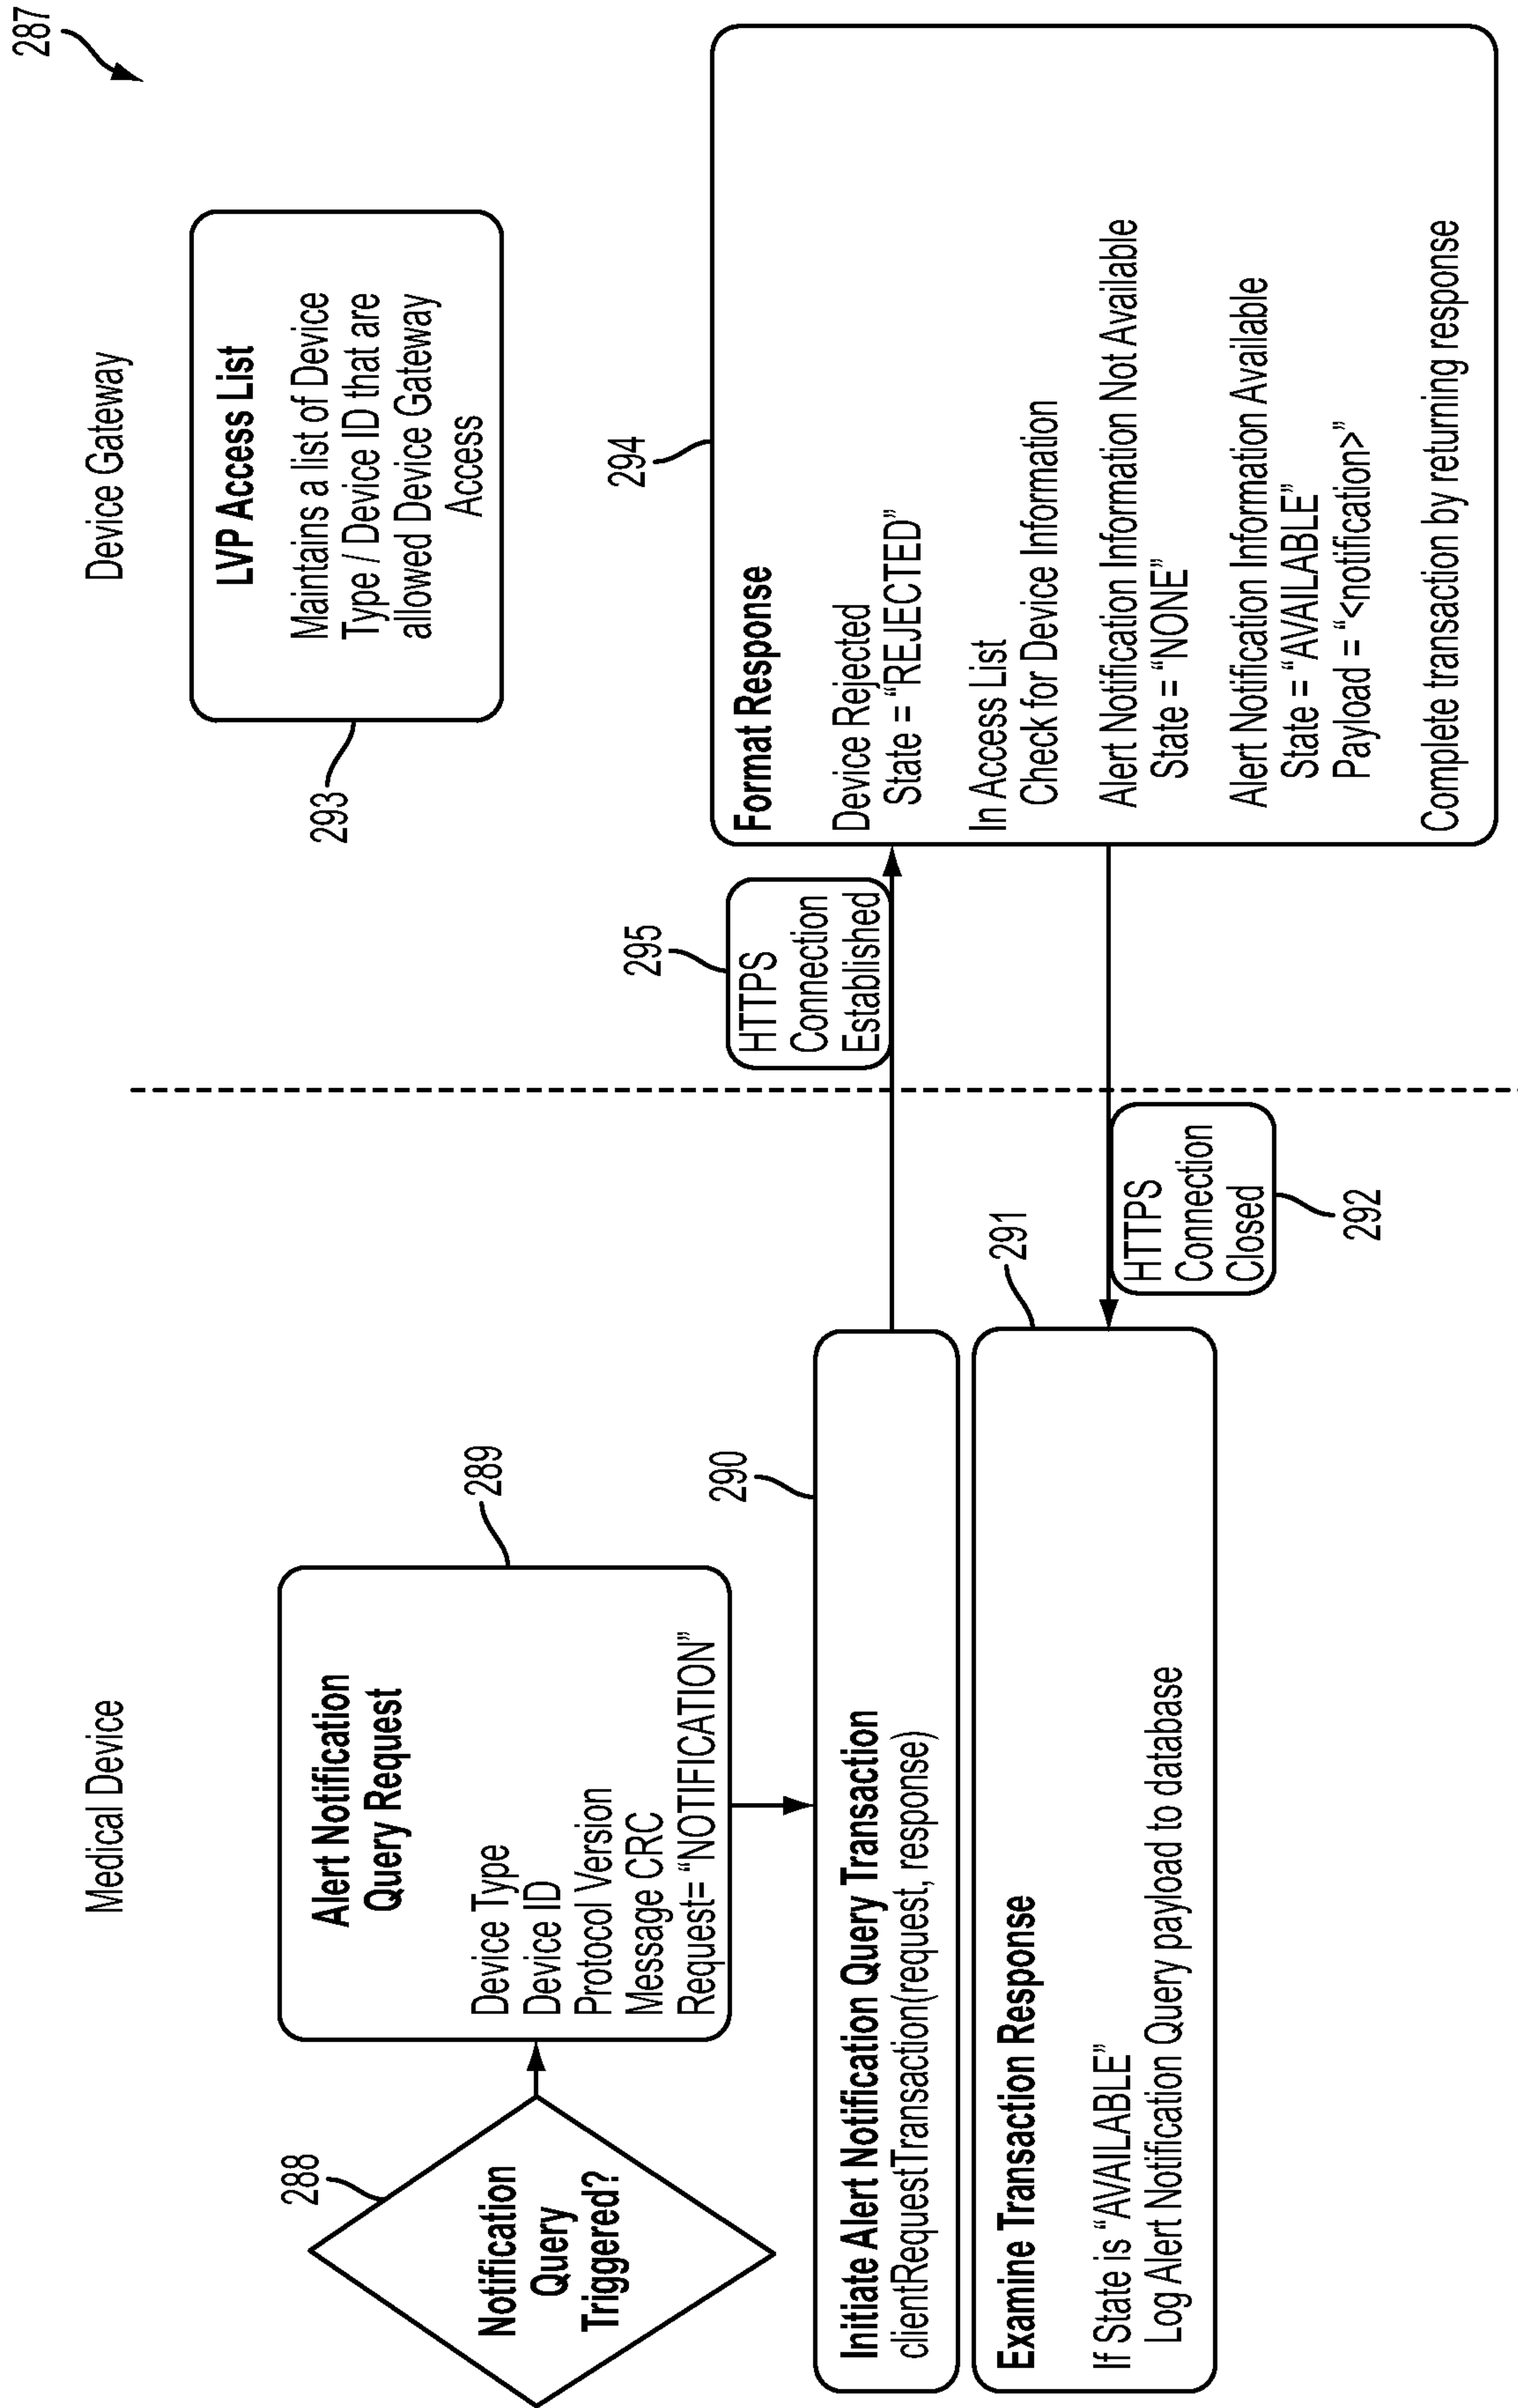 287
Medical Device
Device Gateway
288
Notification
Query
Triggered?
289
Alert Notification
Query Request
Device Type
Device ID
Protocol Version
Message CRC
Request= “NOTIFICATION”
293
LVP Access List
Maintains a list of Device
Type / Device ID that are
allowed Device Gateway
Access
290
Initiate Alert Notification Query Transaction
clientRequestTransaction(request, response)
295
HTTPS
Connection
Established
294
Format Response
Device Rejected
State = “REJECTED”
In Access List
Check for Device Information
Alert Notification Information Not Available
State = “NONE”
Alert Notification Information Available
State = “AVAILABLE”
Payload = “<notification>”
Complete transaction by returning response
291
Examine Transaction Response
If State is “AVAILABLE”
Log Alert Notification Query payload to database
HTTPS
Connection
Closed
292